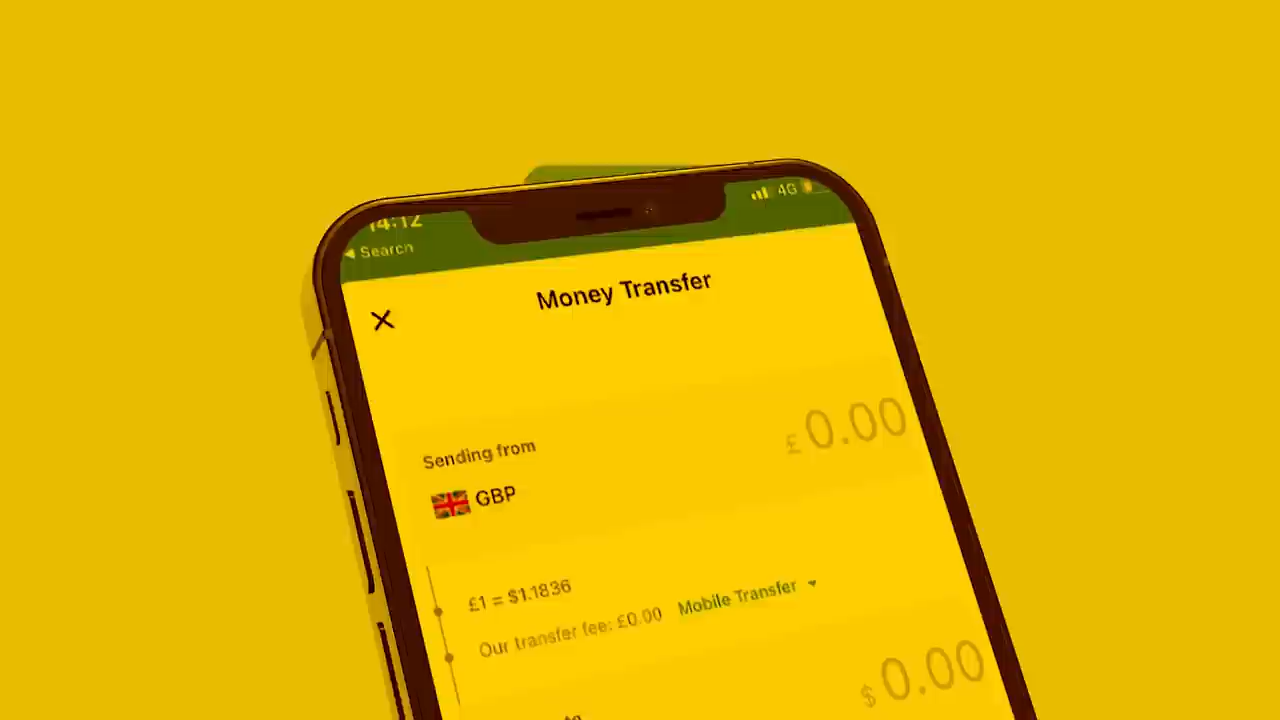 14:12
4G
Search
Money Transfer
Sending from
£0.00
GBP
£1 = $1.1836
Our transfer fee: £0.00 Mobile Transfer
$0.00